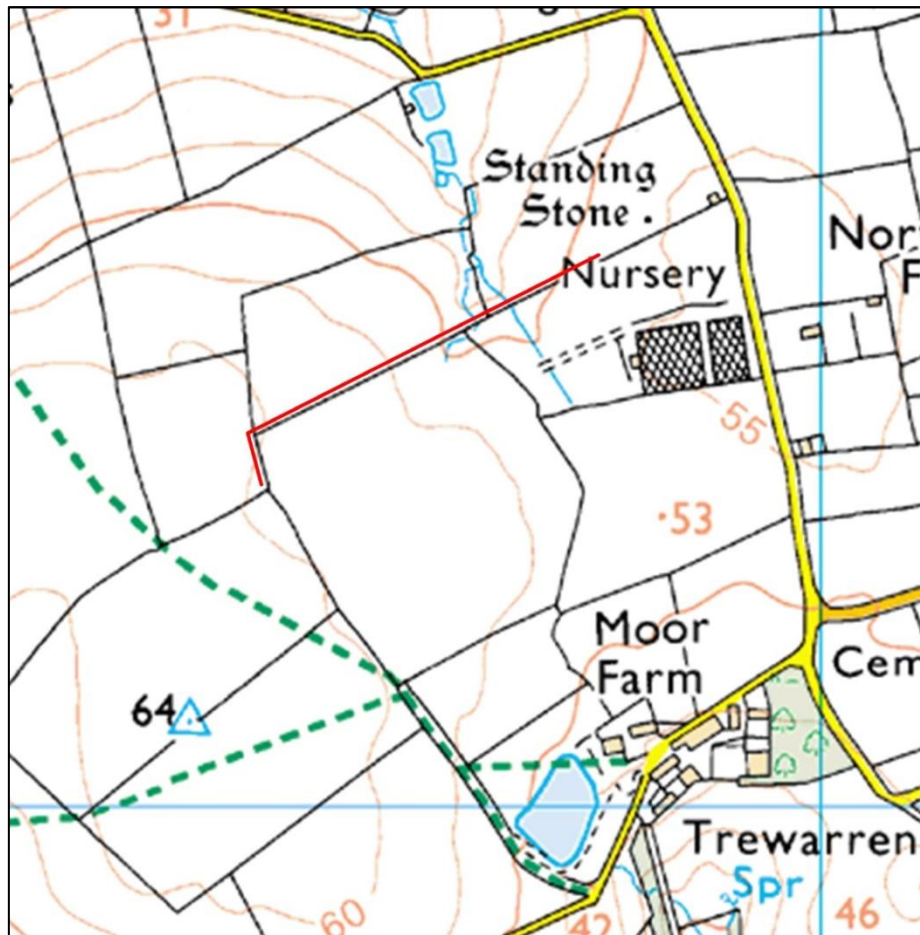 31
Standing
Stone
Nursery
Nor
F
55
53
Moor
Farm
Cem
64
Trewarren
Spr
60
42
46